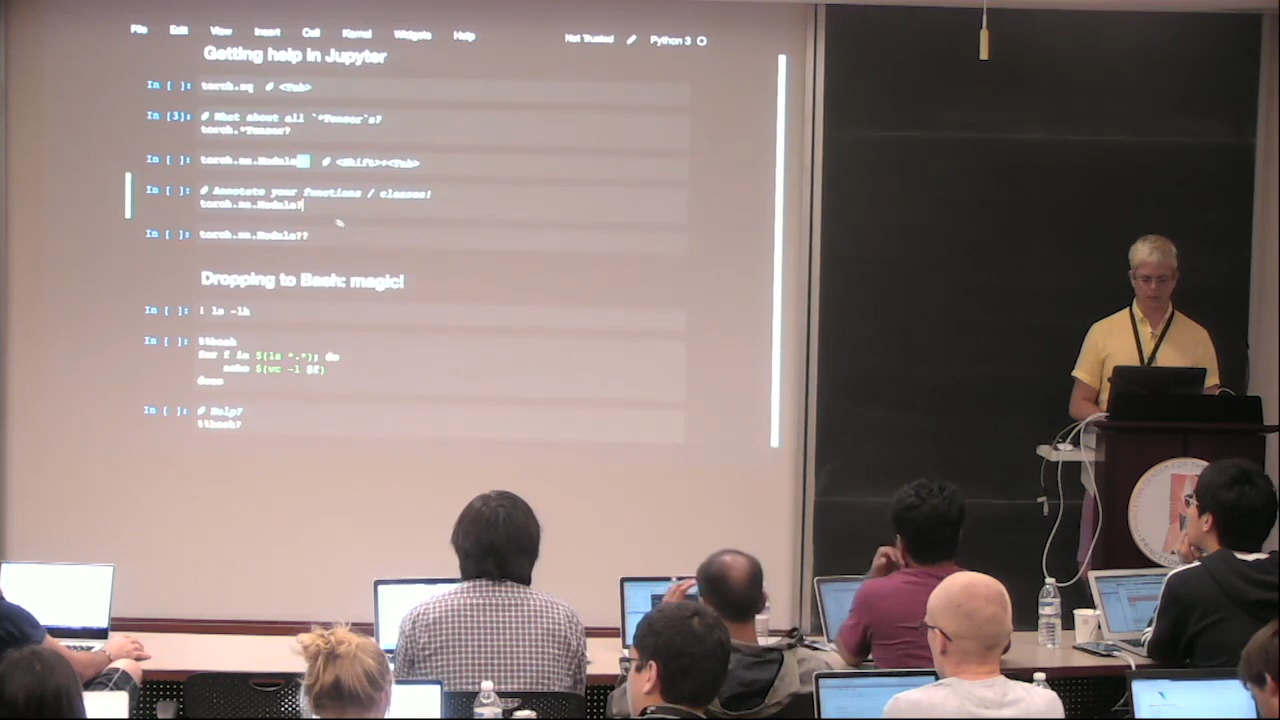 File Edit View Insert Cell Kernel Widgets Help Not Trusted Python 3
Getting help in Jupyter
In [ ]: torch.sq # <Tab>
In [3]: # What about all `*Tensor`s?
torch.*Tensor?
In [ ]: torch.nn.Module() # <Shift>+<Tab>
In [ ]: # Annotate your functions / classes!
torch.nn.Module?
In [ ]: torch.nn.Module??
Dropping to Bash: magic!
In [ ]: ! ls -lh
In [ ]: %%bash
for f in $(ls *.*); do
echo $(wc -l $f)
done
In [ ]: # Help?
%%bash?